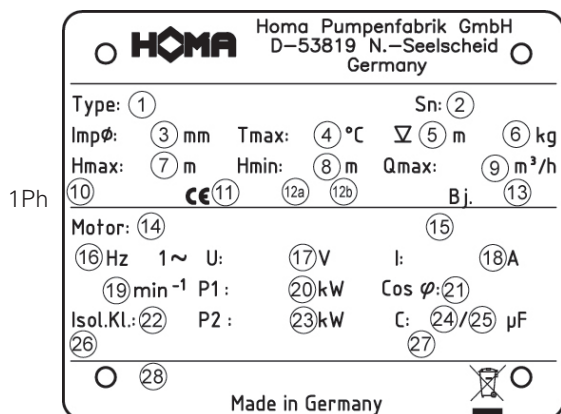 HOMA
Homa Pumpenfabrik GmbH
D-53819 N.-Seelscheid
Germany
Type: 1 Sn: 2
ImpØ: 3 mm Tmax: 4 °C 5 m 6 kg
Hmax: 7 m Hmin: 8 m Qmax: 9 m³/h
1Ph
10 CE 11 12a 12b Bj. 13
Motor: 14 15
16 Hz 1~ U: 17 V I: 18 A
19 min⁻¹ P1: 20 kW Cos φ: 21
Isol.Kl.: 22 P2: 23 kW C: 24/25 µF
26 27
28
Made in Germany